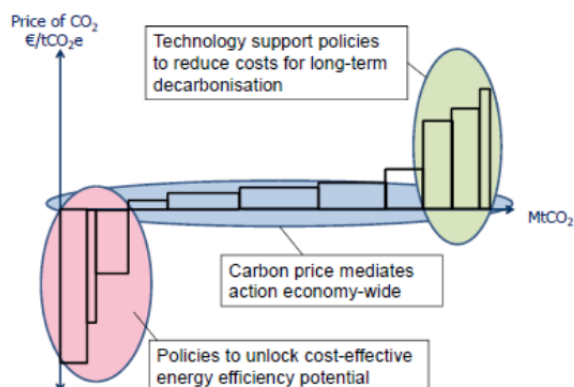 Price of CO₂
€/tCO₂e
Technology support policies
to reduce costs for long-term
decarbonisation
MtCO₂
Carbon price mediates
action economy-wide
Policies to unlock cost-effective
energy efficiency potential